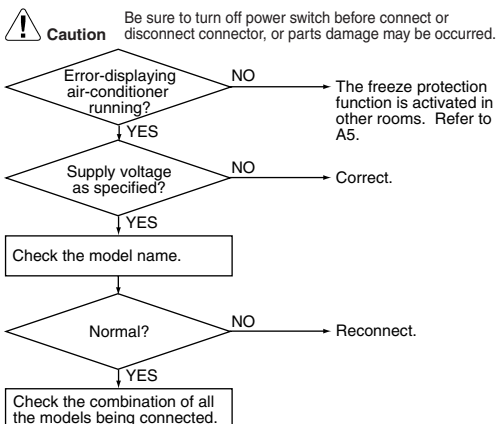 Caution
Be sure to turn off power switch before connect or
disconnect connector, or parts damage may be occurred.
Error-displaying
air-conditioner
running?
NO
The freeze protection
function is activated in
other rooms. Refer to
A5.
YES
Supply voltage
as specified?
NO
Correct.
YES
Check the model name.
Normal?
NO
Reconnect.
YES
Check the combination of all
the models being connected.